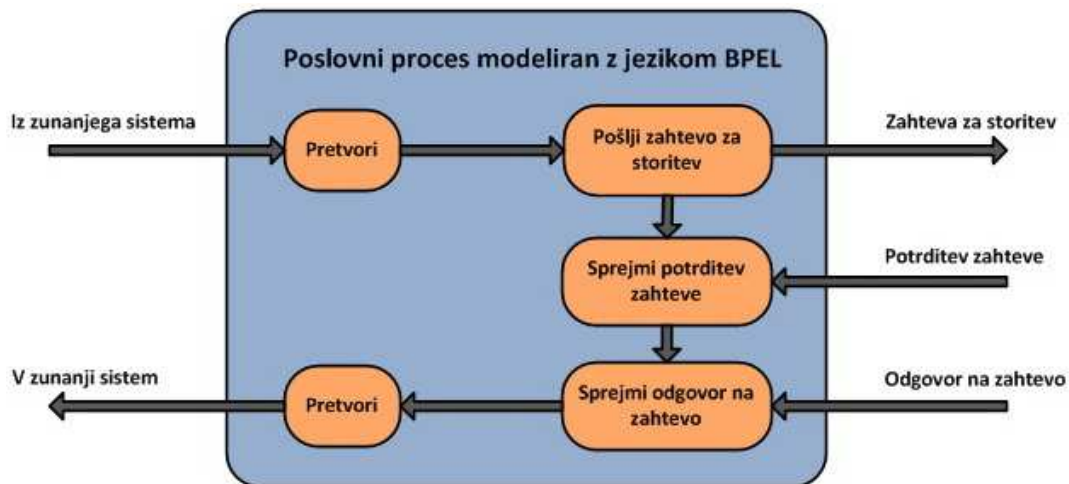 Poslovni proces modeliran z jezikom BPEL
Iz zunanjega sistema
Pretvori
Pošlji zahtevo za
storitev
Zahteva za storitev
Sprejmi potrditev
zahteve
Potrditev zahteve
V zunanji sistem
Pretvori
Sprejmi odgovor na
zahtevo
Odgovor na zahtevo